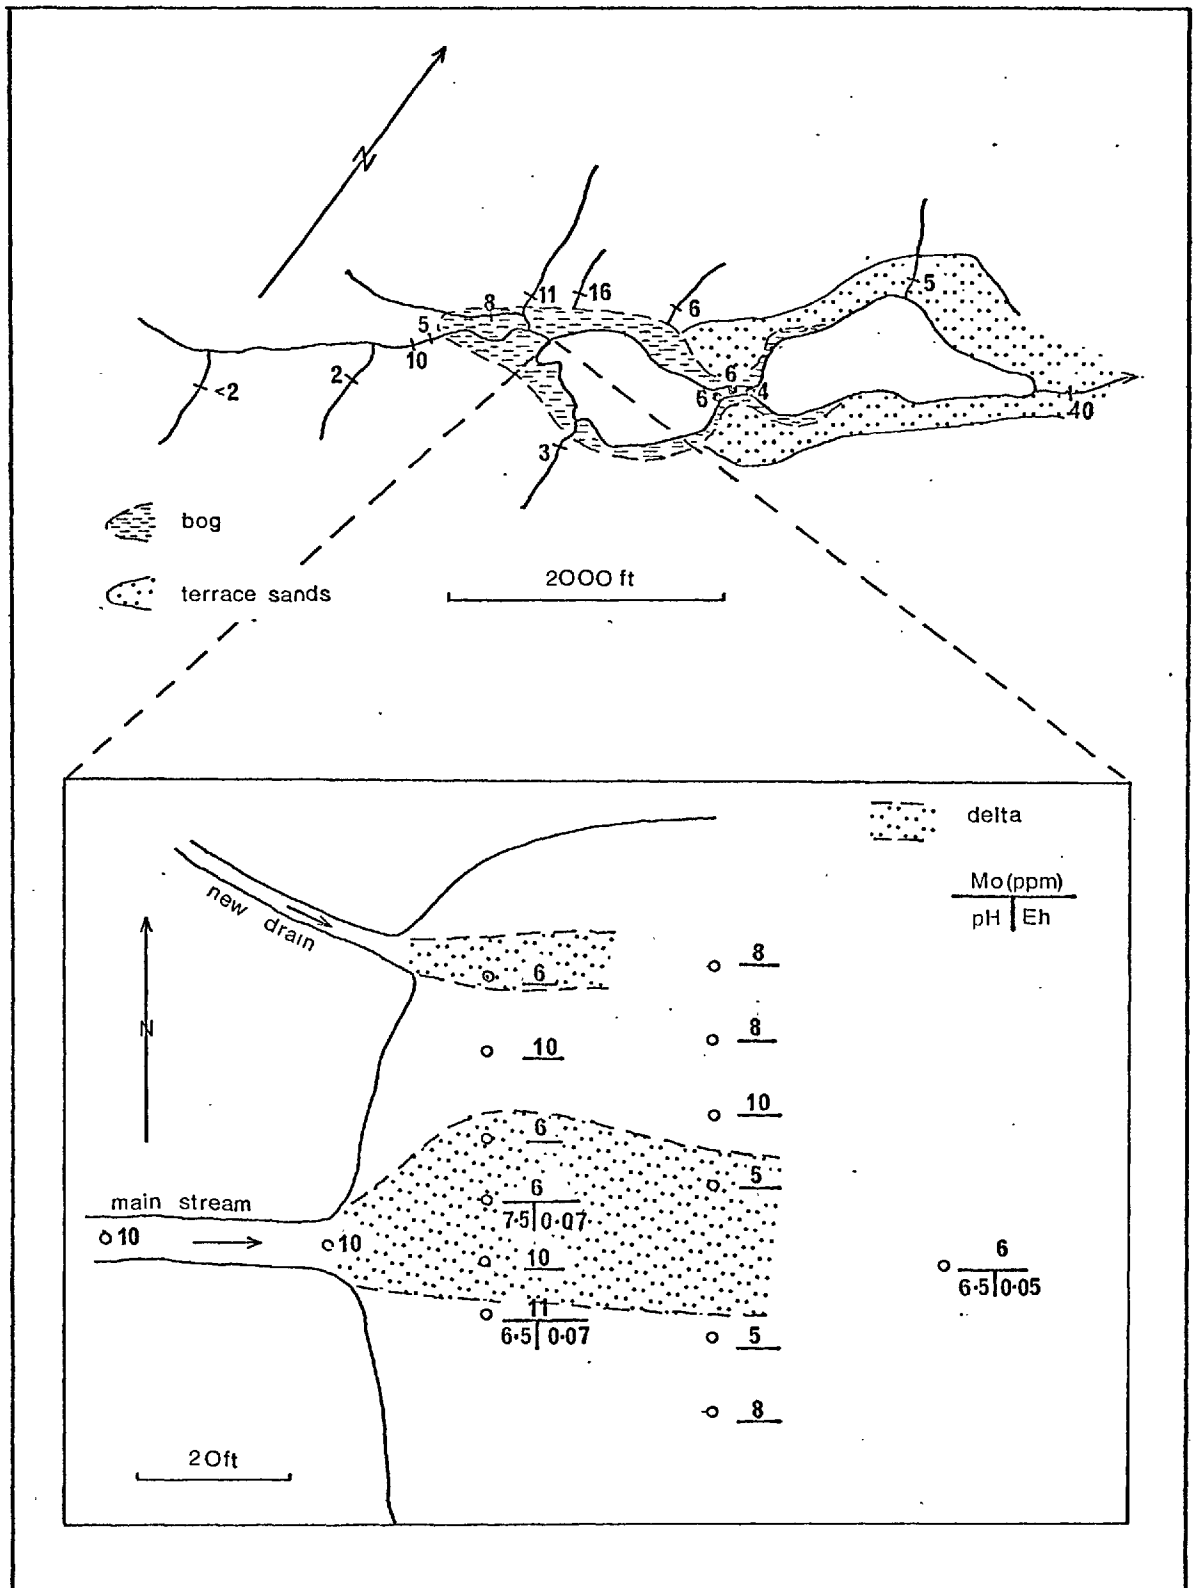 N
8
11
16
6
5
5
10
<2
2
6
6
4
40
3
bog
terrace sands
2000 ft
delta
Mo (ppm)
pH | Eh
new drain
N
6
8
10
8
6
10
main stream
6
7·5 | 0·07
5
10
10
10
6
6·5 | 0·05
11
6·5 | 0·07
5
8
20ft